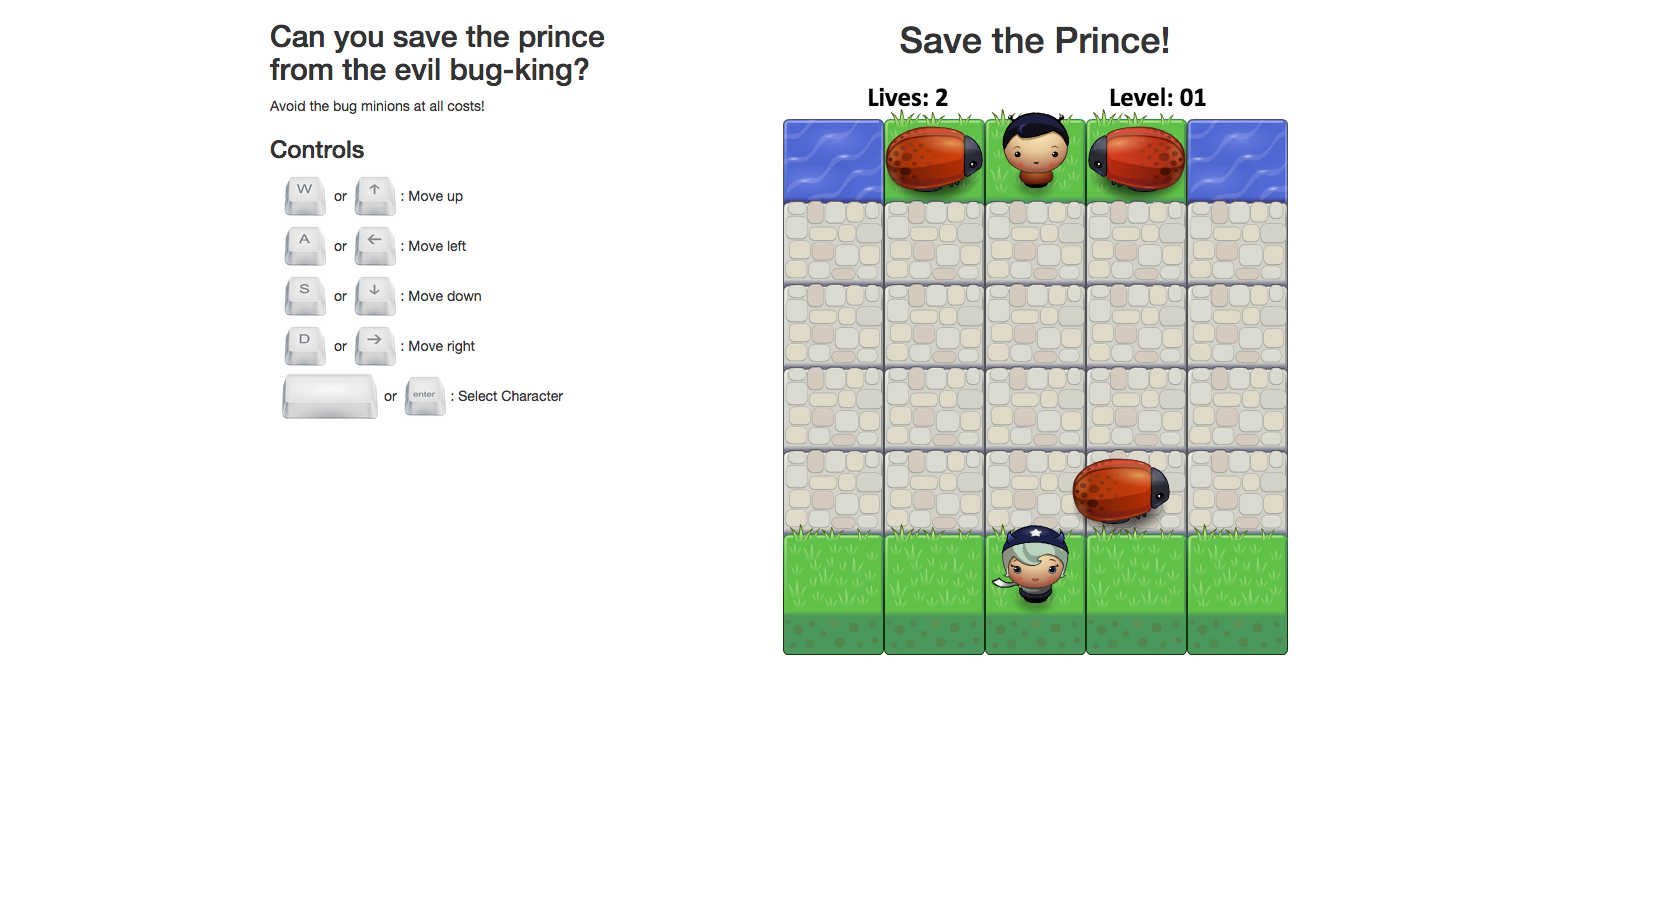 Can you save the prince
from the evil bug-king?
Avoid the bug minions at all costs!
Controls
W or ↑ : Move up
A or ← : Move left
S or ↓ : Move down
D or → : Move right
or enter : Select Character
Save the Prince!
Lives: 2 Level: 01